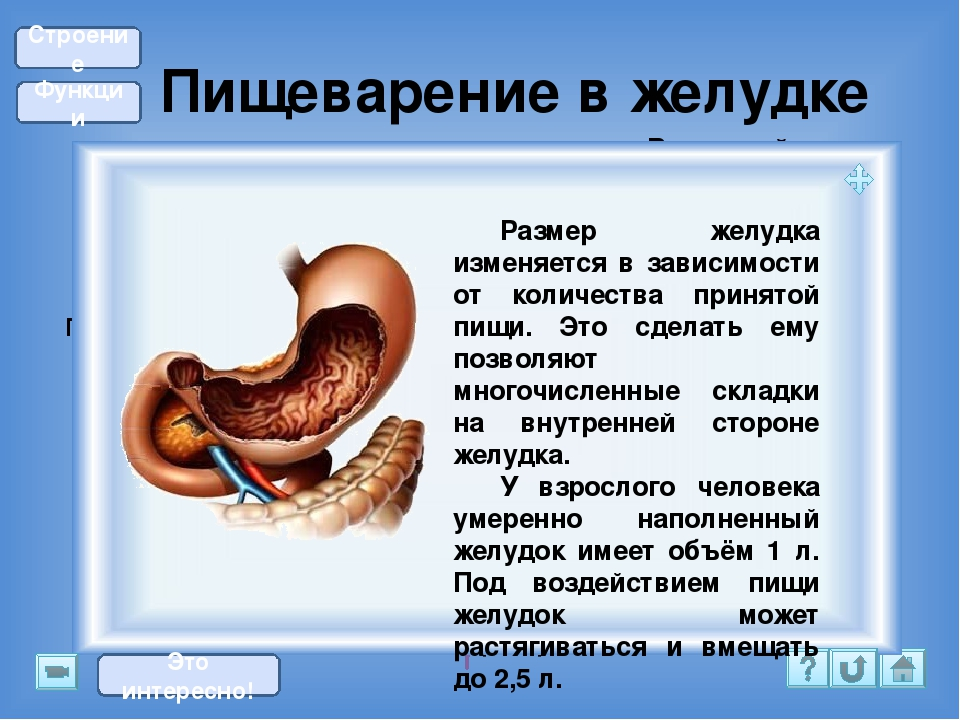 Строени
е
Функци
и
Пищеварение в желудке
Размер желудка
изменяется в зависимости
от количества принятой
пищи. Это сделать ему
позволяют
многочисленные складки
на внутренней стороне
желудка.
У взрослого человека
умеренно наполненный
желудок имеет объём 1 л.
Под воздействием пищи
желудок может
растягиваться и вмещать
до 2,5 л.
Это
интересно!
?